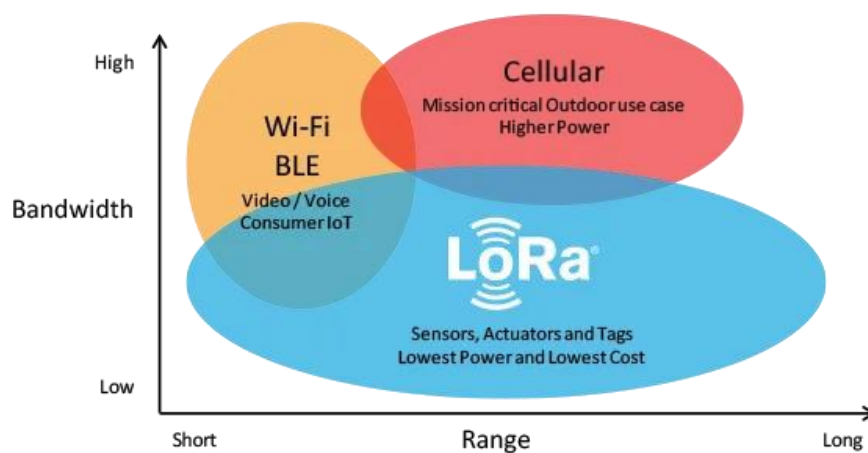 High
Cellular
Mission critical Outdoor use case
Higher Power
Wi-Fi
BLE
Video / Voice
Consumer IoT
Bandwidth
LoRa®
Sensors, Actuators and Tags
Lowest Power and Lowest Cost
Low
Short
Range
Long